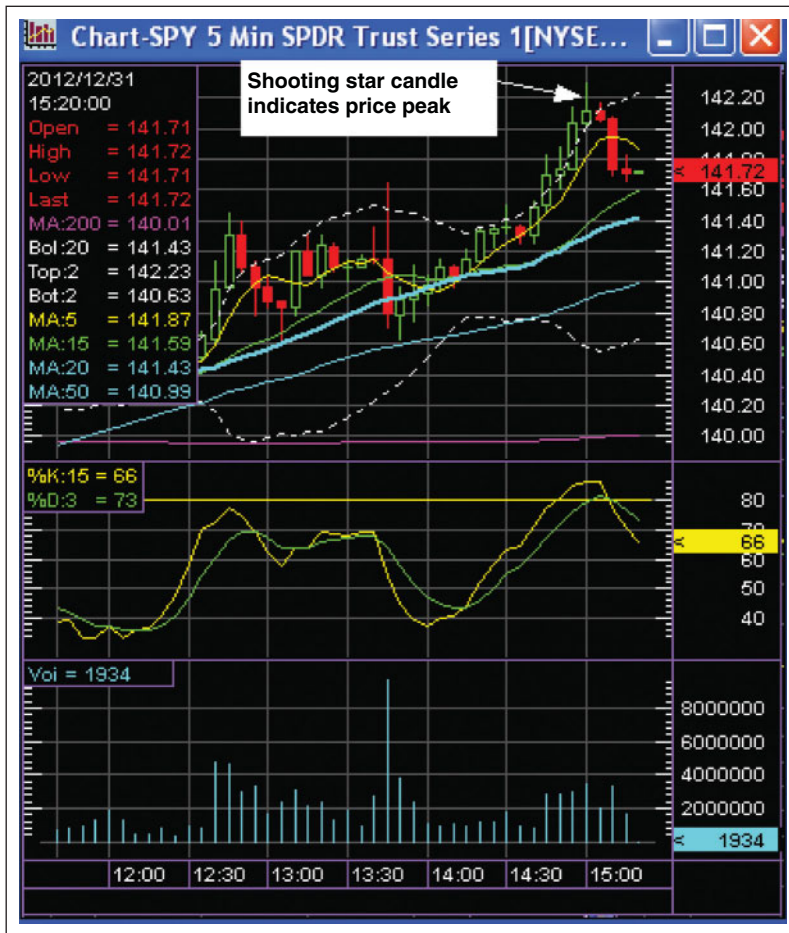 Chart-SPY 5 Min SPDR Trust Series 1[NYSE...
2012/12/31
15:20:00
Open = 141.71
High = 141.72
Low = 141.71
Last = 141.72
MA:200 = 140.01
Bol:20 = 141.43
Top:2 = 142.23
Bot:2 = 140.63
MA:5 = 141.87
MA:15 = 141.59
MA:20 = 141.43
MA:50 = 140.99
Shooting star candle
indicates price peak
142.20
142.00
< 141.72
141.60
141.40
141.20
141.00
140.80
140.60
140.40
140.20
140.00
%K:15 = 66
%D:3 = 73
80
< 66
60
50
40
Vol = 1934
8000000
6000000
4000000
2000000
< 1934
12:00 12:30 13:00 13:30 14:00 14:30 15:00